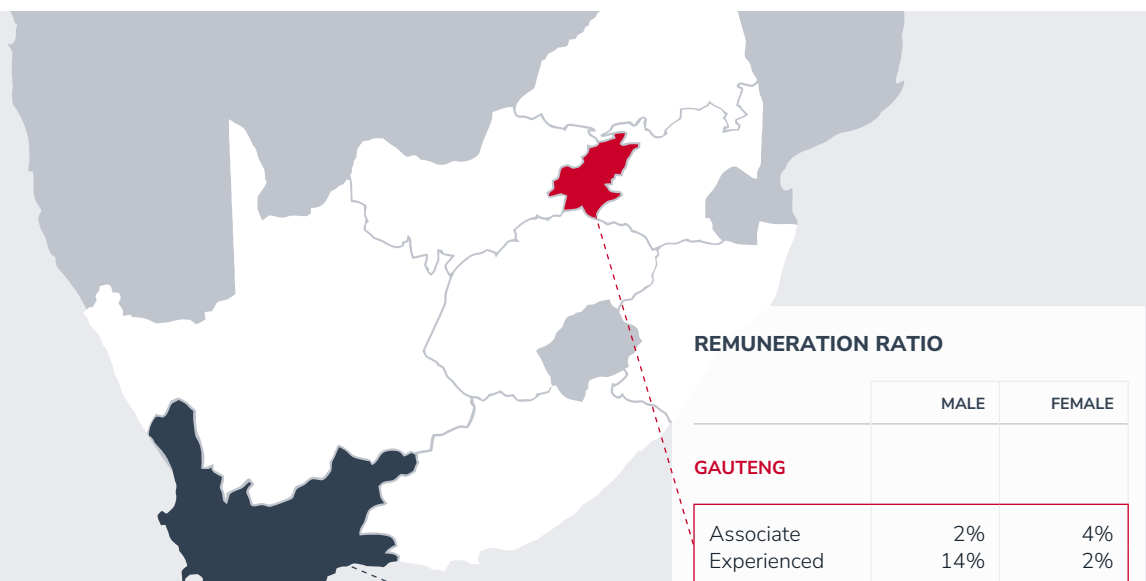 REMUNERATION RATIO
MALE FEMALE
GAUTENG
Associate 2% 4%
Experienced 14% 2%